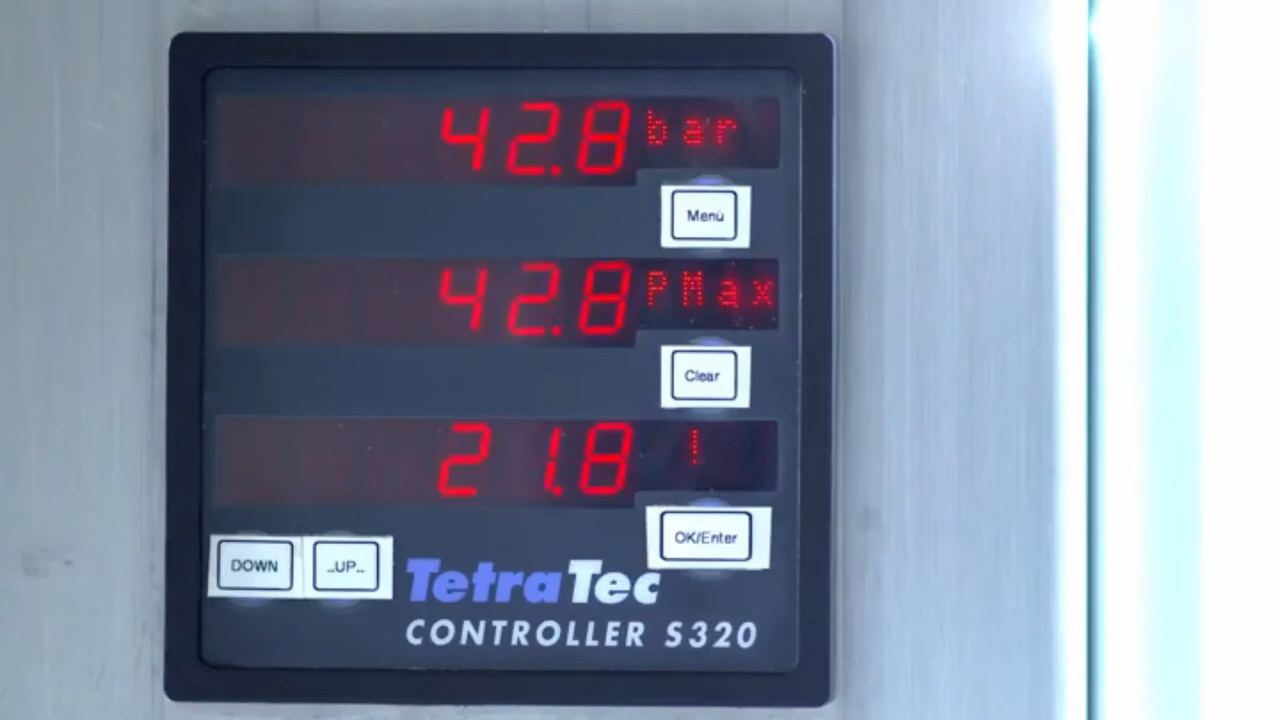 42.8 bar
Menü
42.8 PMax
Clear
21.8 l
OK/Enter
DOWN ..UP..
TetraTec
CONTROLLER S320